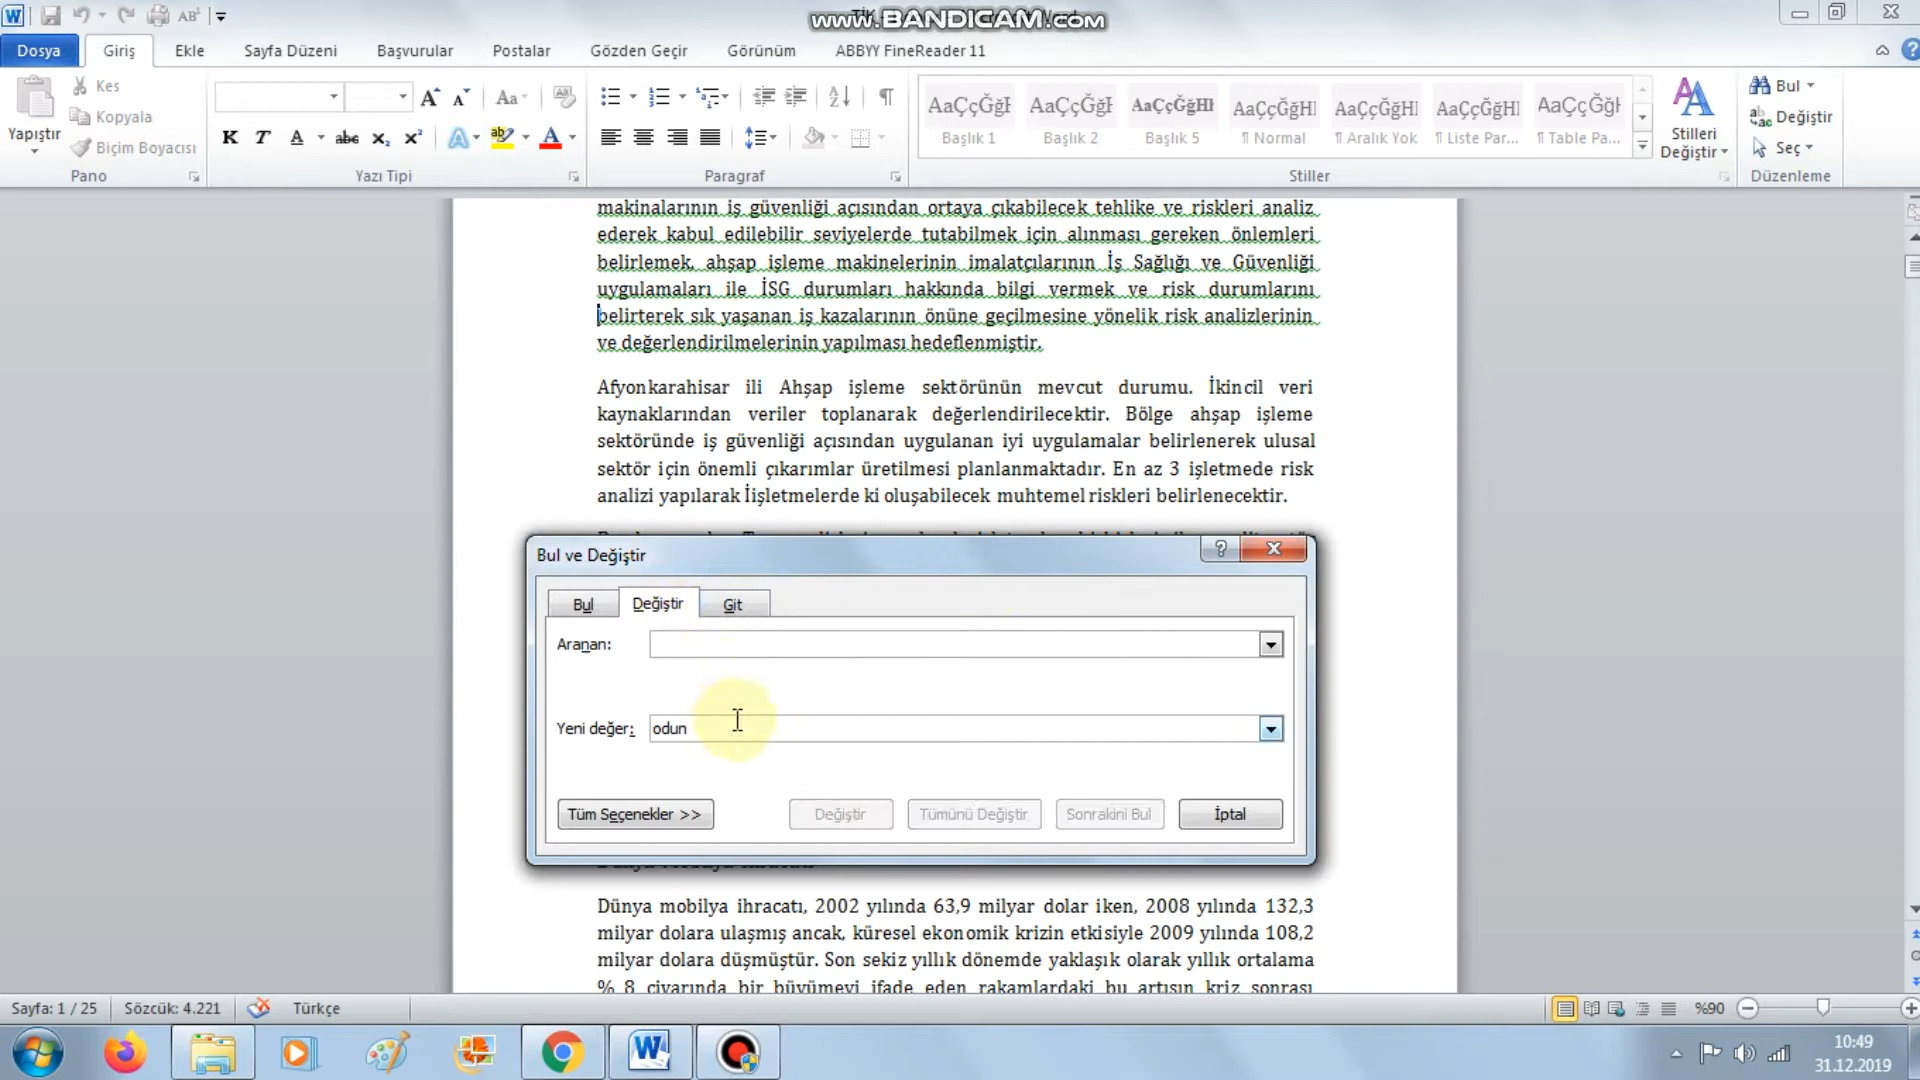 www.BANDICAM.com
Dosya Giriş Ekle Sayfa Düzeni Başvurular Postalar Gözden Geçir Görünüm ABBYY FineReader 11
Yapıştır
Kes
Kopyala
Biçim Boyacısı
Pano
K T A abc x₂ x²
Yazı Tipi
Paragraf
AaÇçĞğF AaÇçĞğF AaÇçĞğHl AaÇçĞğHl AaÇçĞğHl AaÇçĞğHl AaÇçĞğl
Başlık 1 Başlık 2 Başlık 5 ¶ Normal ¶ Aralık Yok ¶ Liste Par... ¶ Table Pa...
Stiller
Stilleri
Değiştir
Bul
Değiştir
Seç
Düzenleme
makinalarının iş güvenliği açısından ortaya çıkabilecek tehlike ve riskleri analiz
ederek kabul edilebilir seviyelerde tutabilmek için alınması gereken önlemleri
belirlemek, ahşap işleme makinelerinin imalatçılarının İş Sağlığı ve Güvenliği
uygulamaları ile İSG durumları hakkında bilgi vermek ve risk durumlarını
belirterek sık yaşanan iş kazalarının önüne geçilmesine yönelik risk analizlerinin
ve değerlendirilmelerinin yapılması hedeflenmiştir.
Afyonkarahisar ili Ahşap işleme sektörünün mevcut durumu. İkincil veri
kaynaklarından veriler toplanarak değerlendirilecektir. Bölge ahşap işleme
sektöründe iş güvenliği açısından uygulanan iyi uygulamalar belirlenerek ulusal
sektör için önemli çıkarımlar üretilmesi planlanmaktadır. En az 3 işletmede risk
analizi yapılarak İişletmelerde ki oluşabilecek muhtemel riskleri belirlenecektir.
Bul ve Değiştir
Bul Değiştir Git
Aranan:
Yeni değer: odun
Tüm Seçenekler >> Değiştir Tümünü Değiştir Sonrakini Bul İptal
Dünya mobilya ihracatı, 2002 yılında 63,9 milyar dolar iken, 2008 yılında 132,3
milyar dolara ulaşmış ancak, küresel ekonomik krizin etkisiyle 2009 yılında 108,2
milyar dolara düşmüştür. Son sekiz yıllık dönemde yaklaşık olarak yıllık ortalama
% 8 civarında bir büyümeyi ifade eden rakamlardaki bu artışın kriz sonrası
Sayfa: 1 / 25 Sözcük: 4.221 Türkçe %90
10:49
31.12.2019